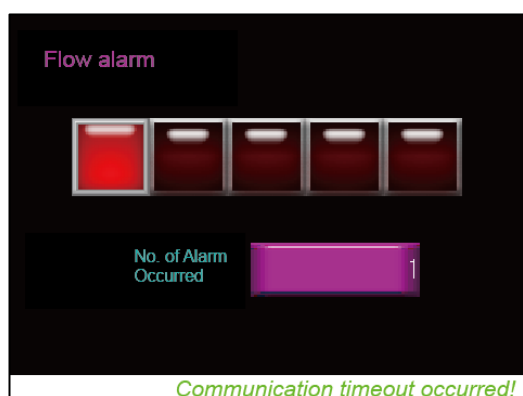 Flow alarm
No. of Alarm
Occurred
1
Communication timeout occurred!